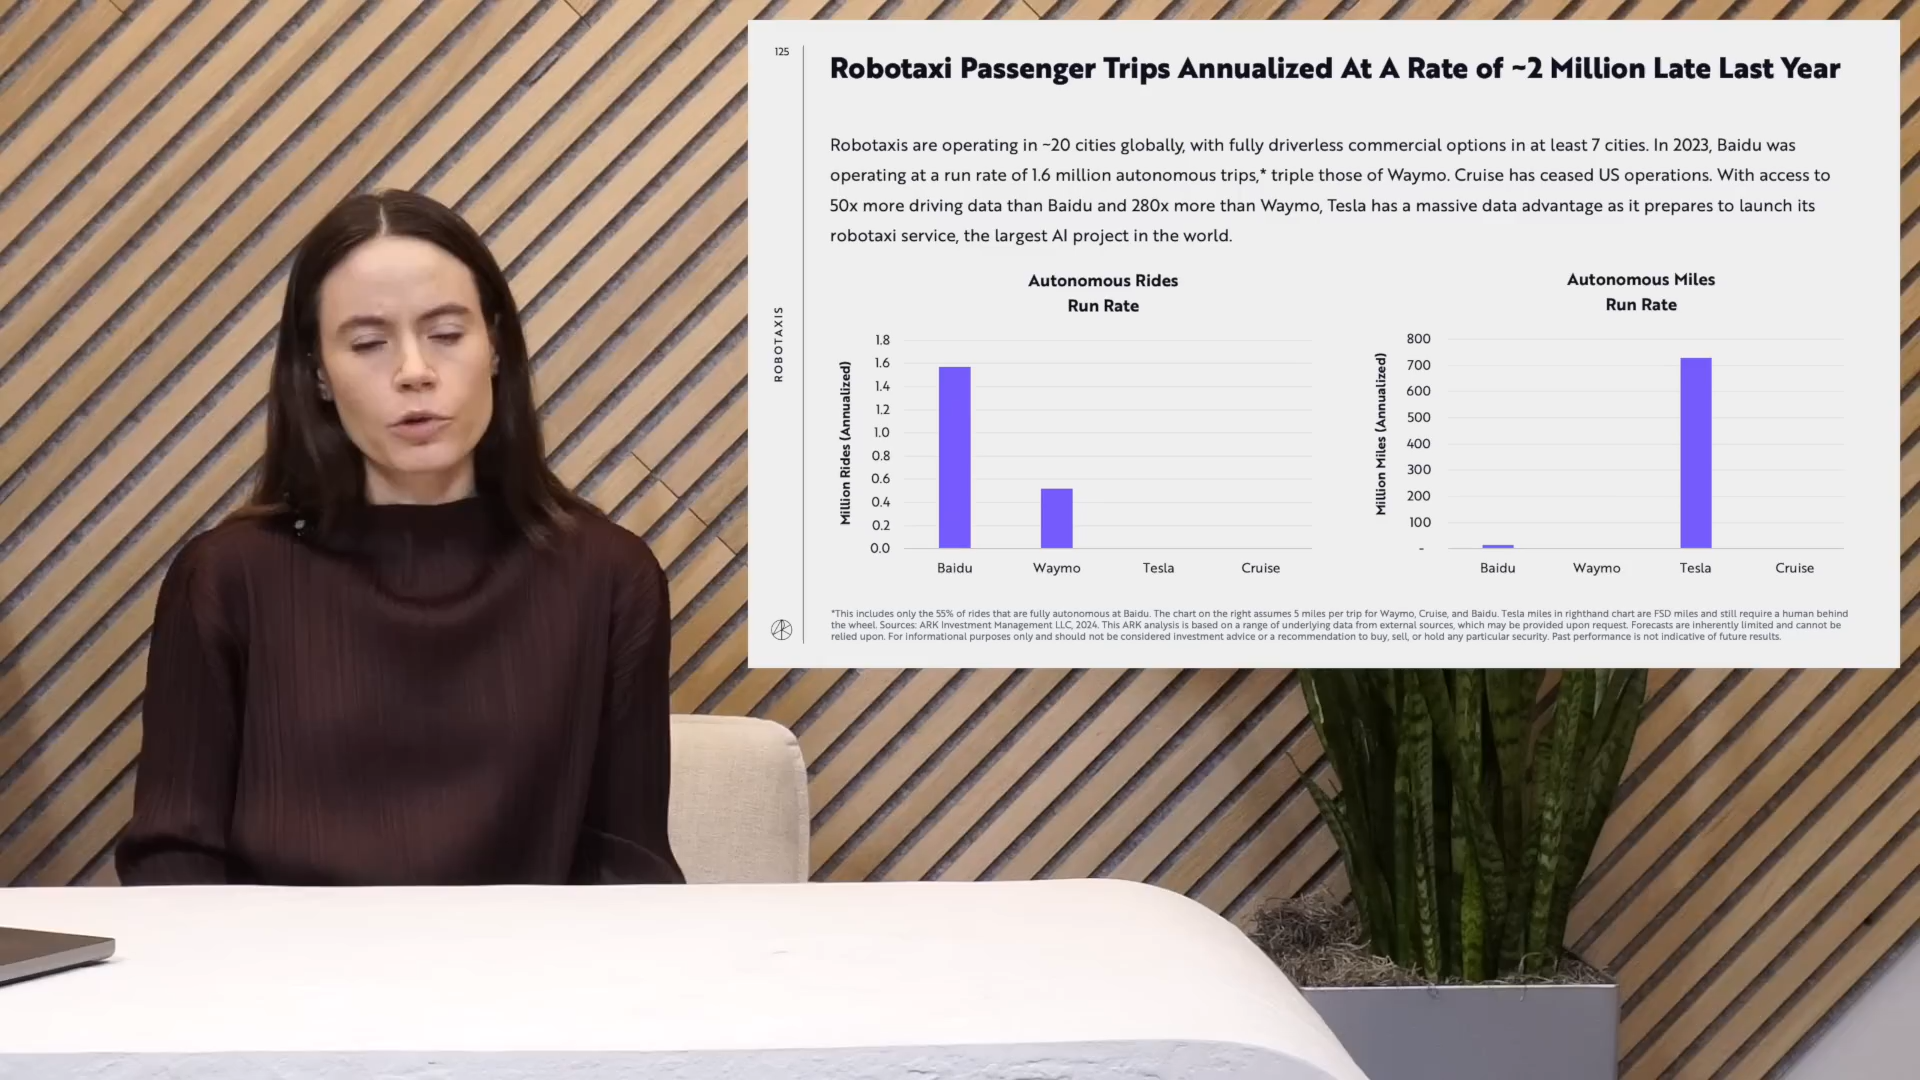 125
Robotaxi Passenger Trips Annualized At A Rate of ~2 Million Late Last Year
Robotaxis are operating in ~20 cities globally, with fully driverless commercial options in at least 7 cities. In 2023, Baidu was
operating at a run rate of 1.6 million autonomous trips,* triple those of Waymo. Cruise has ceased US operations. With access to
50x more driving data than Baidu and 280x more than Waymo, Tesla has a massive data advantage as it prepares to launch its
robotaxi service, the largest AI project in the world.
ROBOTAXIS
Autonomous Rides
Run Rate
Million Rides (Annualized)
1.8
1.6
1.4
1.2
1.0
0.8
0.6
0.4
0.2
0.0
Baidu Waymo Tesla Cruise
Autonomous Miles
Run Rate
Million Miles (Annualized)
800
700
600
500
400
300
200
100
-
Baidu Waymo Tesla Cruise
*This includes only the 55% of rides that are fully autonomous at Baidu. The chart on the right assumes 5 miles per trip for Waymo, Cruise, and Baidu. Tesla miles in righthand chart are FSD miles and still require a human behind
the wheel. Sources: ARK Investment Management LLC, 2024. This ARK analysis is based on a range of underlying data from external sources, which may be provided upon request. Forecasts are inherently limited and cannot be
relied upon. For informational purposes only and should not be considered investment advice or a recommendation to buy, sell, or hold any particular security. Past performance is not indicative of future results.